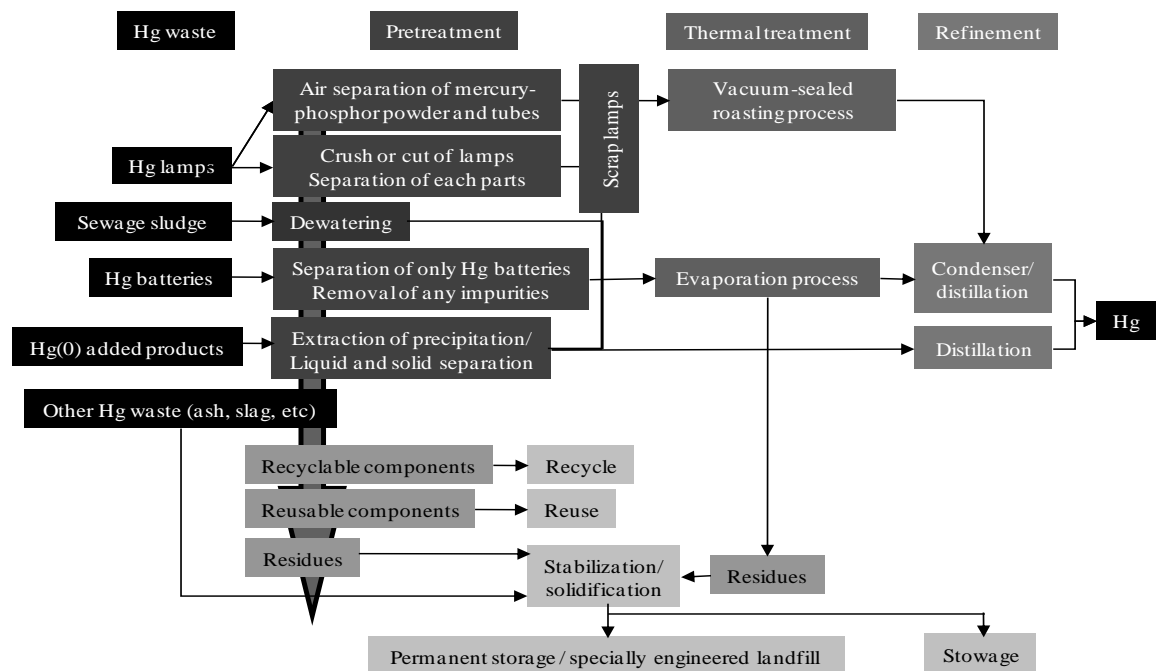 Hg waste
Pretreatment
Thermal treatment
Refinement
Air separation of mercury-
phosphor powder and tubes
Scrap lamps
Vacuum-sealed
roasting process
Hg lamps
Crush or cut of lamps
Separation of each parts
Sewage sludge
Dewatering
Hg batteries
Separation of only Hg batteries
Removal of any impurities
Evaporation process
Condenser/
distillation
Hg
Hg(0) added products
Extraction of precipitation/
Liquid and solid separation
Distillation
Other Hg waste (ash, slag, etc)
Recyclable components
Recycle
Reusable components
Reuse
Residues
Stabilization/
solidification
Residues
Permanent storage / specially engineered landfill
Stowage